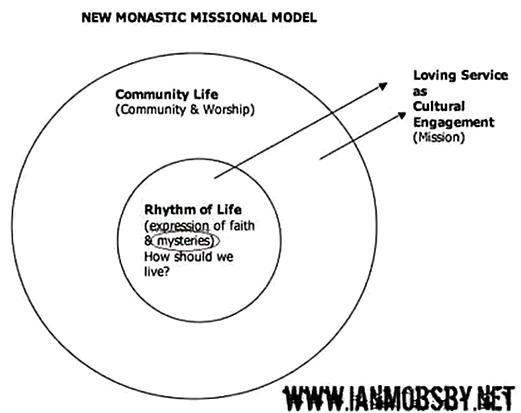 NEW MONASTIC MISSIONAL MODEL
Community Life
(Community & Worship)
Loving Service
as
Cultural
Engagement
(Mission)
Rhythm of Life
(expression of faith
& mysteries)
How should we
live?
WWW.IANMOBSBY.NET